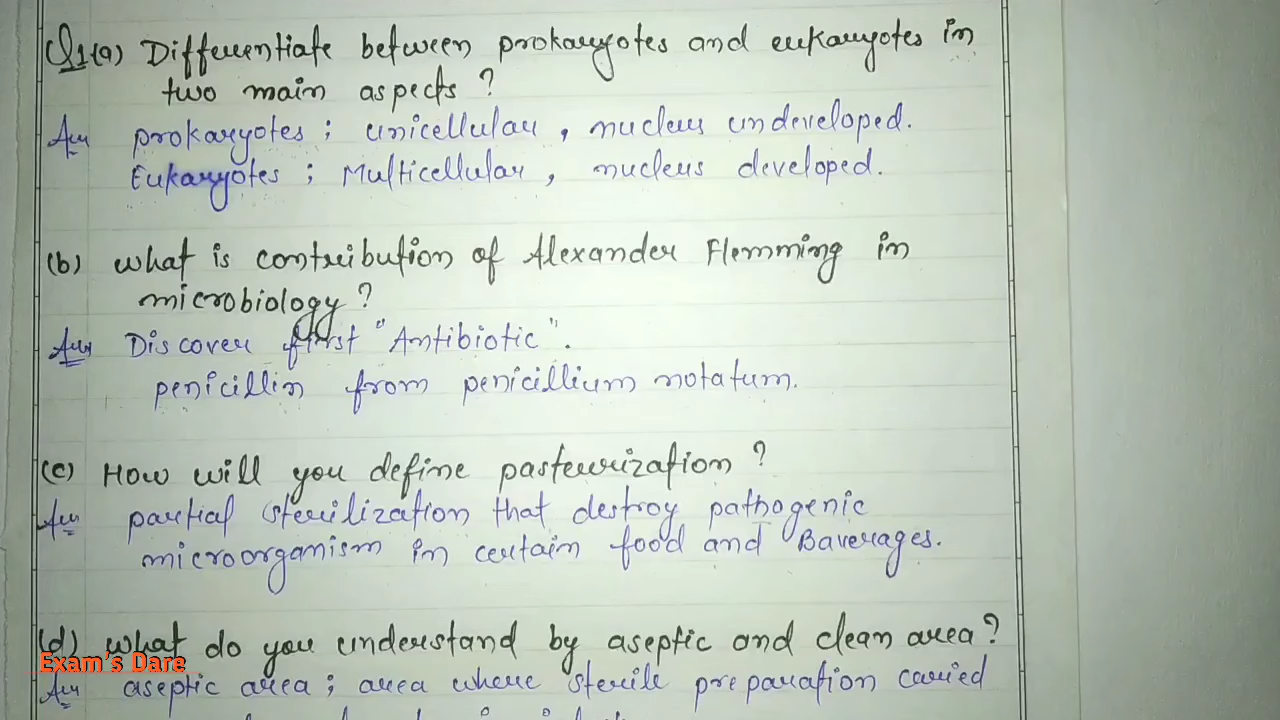 Q1(a) Differentiate between prokaryotes and eukaryotes in
two main aspects ?
Ans prokaryotes ; unicellular , nucleus undeveloped.
Eukaryotes ; Multicellular , nucleus developed.
(b) what is contribution of Alexander Flemming in
microbiology ?
Ans Discover first "Antibiotic".
penicillin from penicillium notatum.
(c) How will you define pasteurization ?
Ans partial sterilization that destroy pathogenic
microorganism in certain food and Baverages.
(d) what do you understand by aseptic and clean area ?
Exam's Dare
Ans aseptic area ; area where sterile preparation caried